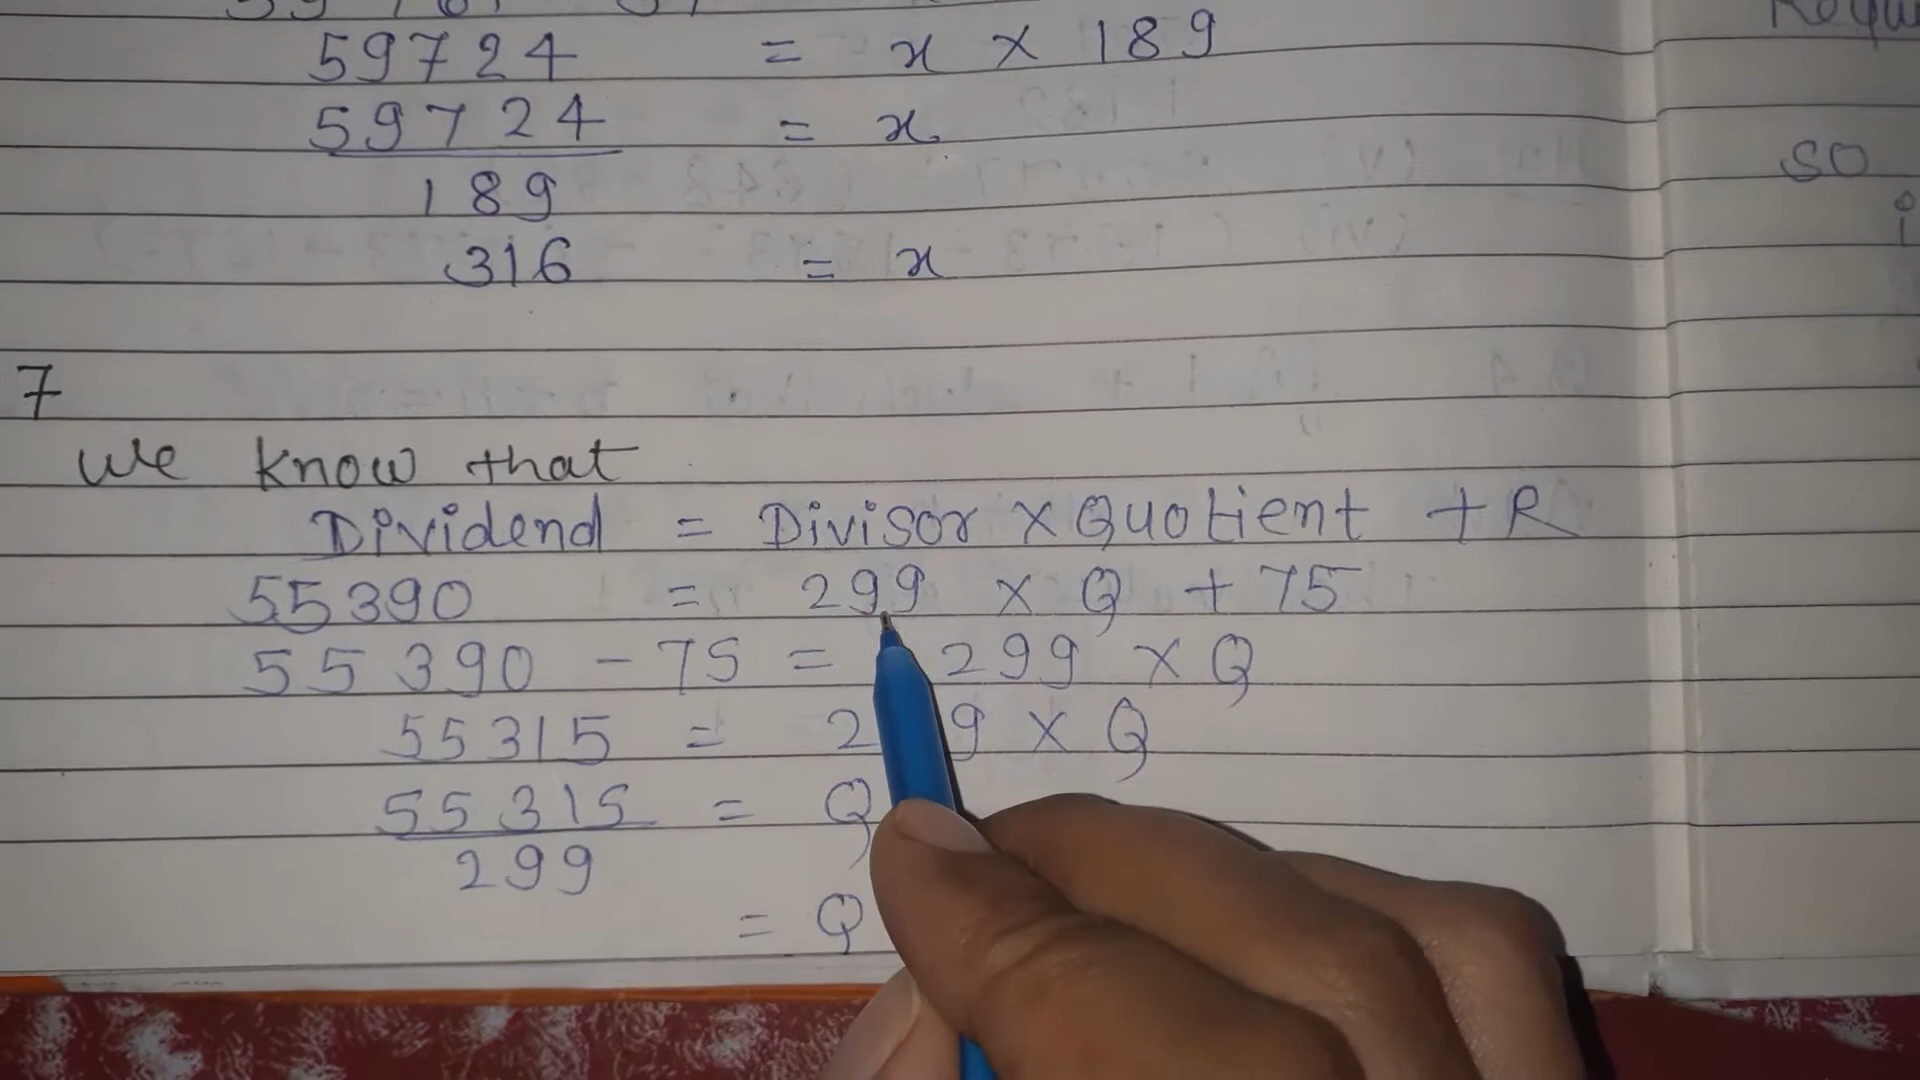 59724 = x × 189
59724 = x
189
316 = x
7
We know that
Dividend = Divisor × Quotient + R
55390 = 299 × Q + 75
55390 - 75 = 299 × Q
55315 = 299 × Q
55315 = Q
299
= Q
so